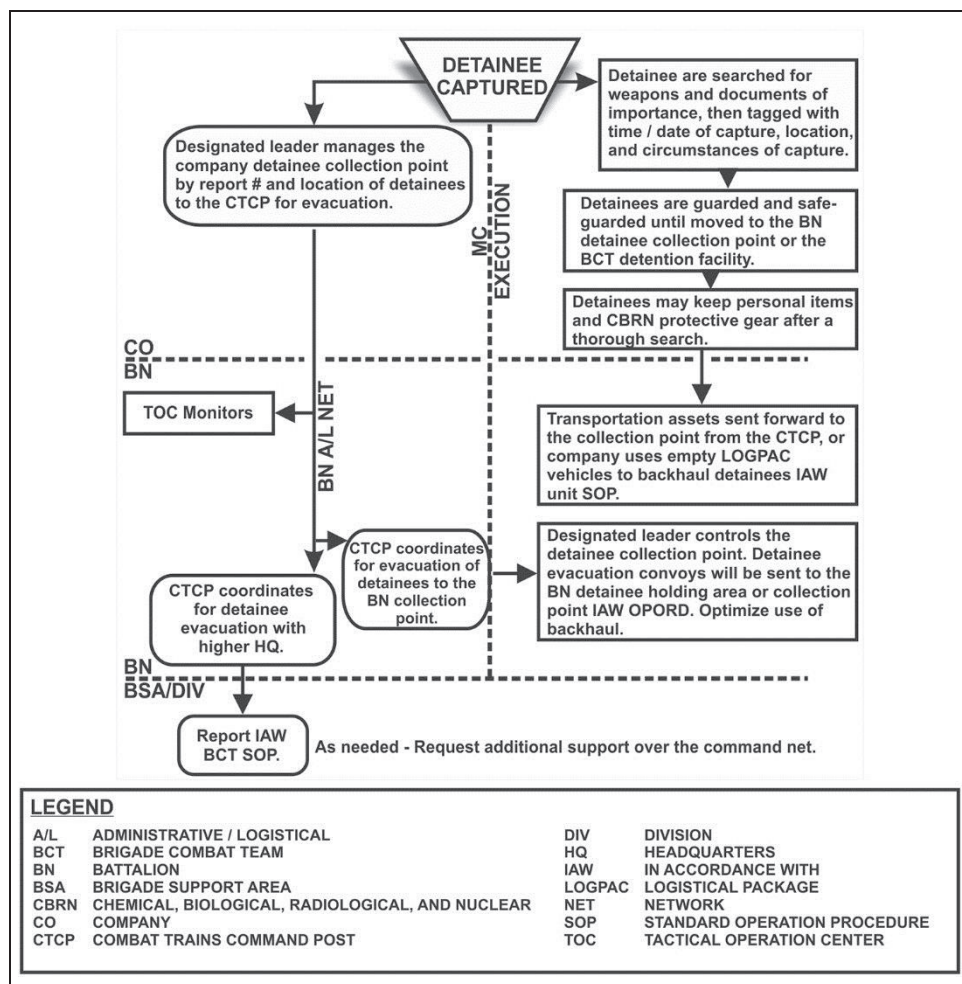 DETAINEE
CAPTURED
Designated leader manages the
company detainee collection point
by report # and location of detainees
to the CTCP for evacuation.
Detainee are searched for
weapons and documents of
importance, then tagged with
time / date of capture, location,
and circumstances of capture.
MC
EXECUTION
Detainees are guarded and safe-
guarded until moved to the BN
detainee collection point or the
BCT detention facility.
Detainees may keep personal items
and CBRN protective gear after a
thorough search.
CO
BN
TOC Monitors
BN A/L NET
Transportation assets sent forward to
the collection point from the CTCP, or
company uses empty LOGPAC
vehicles to backhaul detainees IAW
unit SOP.
CTCP coordinates
for evacuation of
detainees to the
BN collection
point.
Designated leader controls the
detainee collection point. Detainee
evacuation convoys will be sent to the
BN detainee holding area or collection
point IAW OPORD. Optimize use of
backhaul.
CTCP coordinates
for detainee
evacuation with
higher HQ.
BN
BSA/DIV
Report IAW
BCT SOP.
As needed - Request additional support over the command net.
LEGEND
A/L ADMINISTRATIVE / LOGISTICAL
BCT BRIGADE COMBAT TEAM
BN BATTALION
BSA BRIGADE SUPPORT AREA
CBRN CHEMICAL, BIOLOGICAL, RADIOLOGICAL, AND NUCLEAR
CO COMPANY
CTCP COMBAT TRAINS COMMAND POST
DIV DIVISION
HQ HEADQUARTERS
IAW IN ACCORDANCE WITH
LOGPAC LOGISTICAL PACKAGE
NET NETWORK
SOP STANDARD OPERATION PROCEDURE
TOC TACTICAL OPERATION CENTER